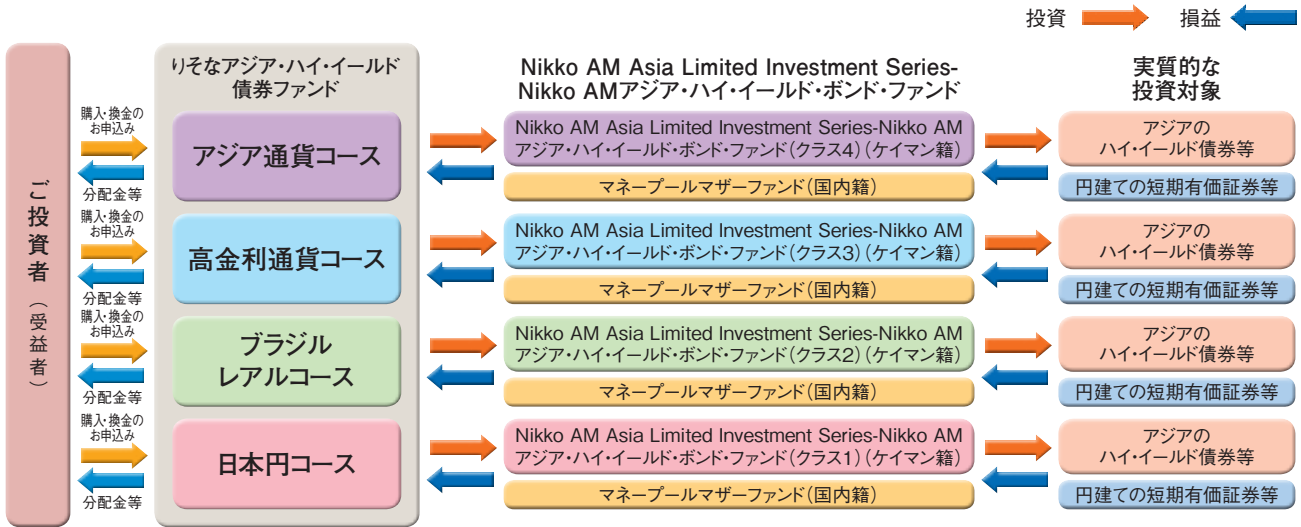 投資
損益
ご投資者（受益者）
りそなアジア・ハイ・イールド
債券ファンド
Nikko AM Asia Limited Investment Series-
Nikko AMアジア・ハイ・イールド・ボンド・ファンド
実質的な
投資対象
購入・換金の
お申込み
分配金等
アジア通貨コース
Nikko AM Asia Limited Investment Series-Nikko AM
アジア・ハイ・イールド・ボンド・ファンド（クラス4）（ケイマン籍）
マネープールマザーファンド（国内籍）
アジアの
ハイ・イールド債券等
円建ての短期有価証券等
購入・換金の
お申込み
分配金等
高金利通貨コース
Nikko AM Asia Limited Investment Series-Nikko AM
アジア・ハイ・イールド・ボンド・ファンド（クラス3）（ケイマン籍）
マネープールマザーファンド（国内籍）
アジアの
ハイ・イールド債券等
円建ての短期有価証券等
購入・換金の
お申込み
分配金等
ブラジル
レアルコース
Nikko AM Asia Limited Investment Series-Nikko AM
アジア・ハイ・イールド・ボンド・ファンド（クラス2）（ケイマン籍）
マネープールマザーファンド（国内籍）
アジアの
ハイ・イールド債券等
円建ての短期有価証券等
購入・換金の
お申込み
分配金等
日本円コース
Nikko AM Asia Limited Investment Series-Nikko AM
アジア・ハイ・イールド・ボンド・ファンド（クラス1）（ケイマン籍）
マネープールマザーファンド（国内籍）
アジアの
ハイ・イールド債券等
円建ての短期有価証券等